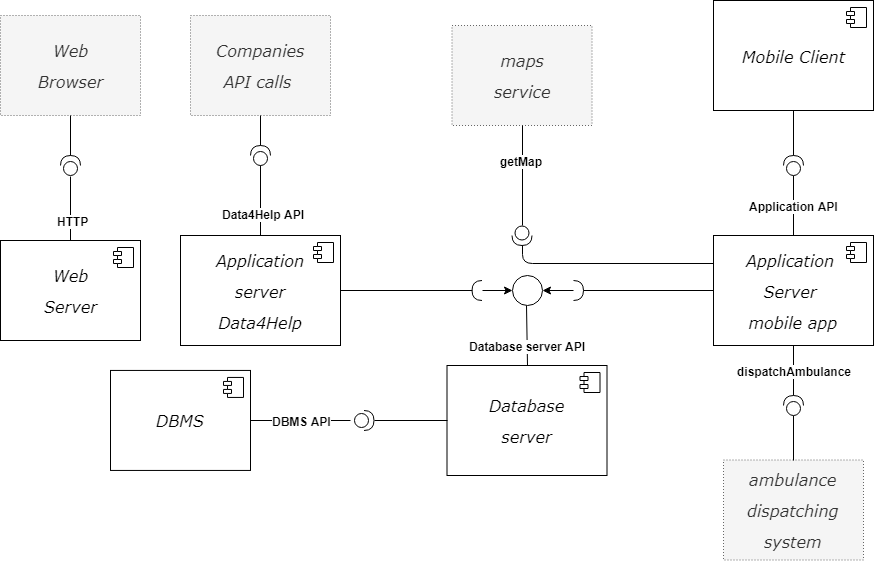 Web
Browser
Companies
API calls
maps
service
Mobile Client
getMap
HTTP
Data4Help API
Application API
Web
Server
Application
server
Data4Help
Application
Server
mobile app
Database server API
dispatchAmbulance
DBMS
DBMS API
Database
server
ambulance
dispatching
system